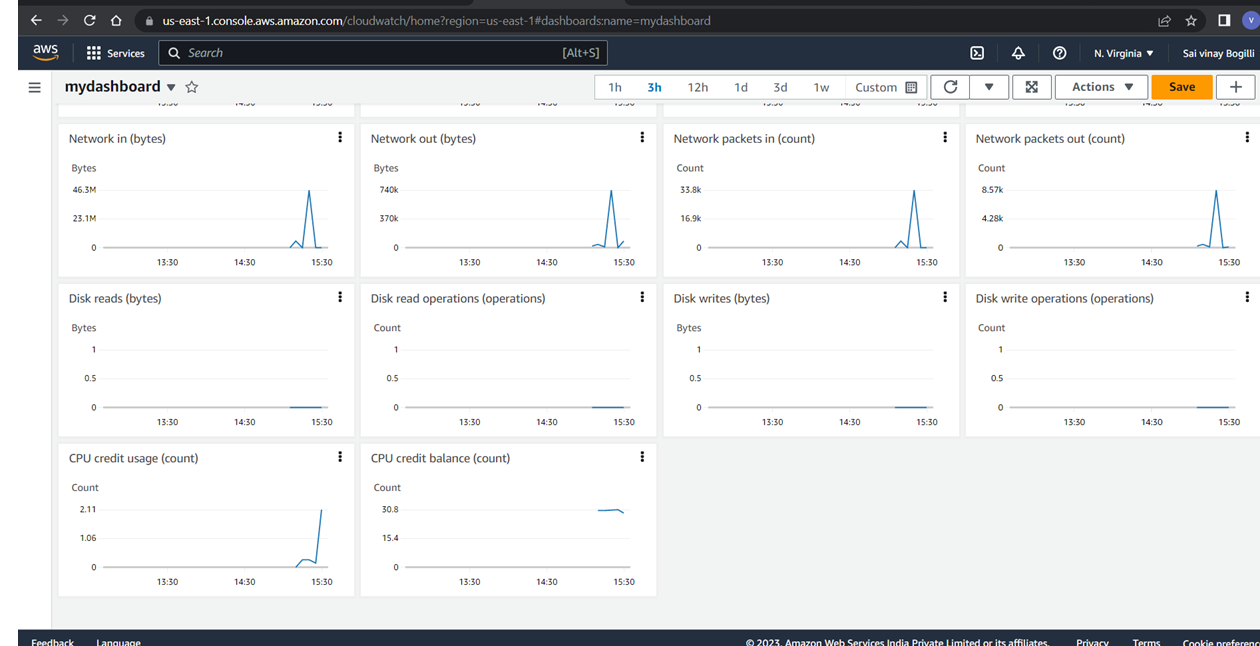 us-east-1.console.aws.amazon.com/cloudwatch/home?region=us-east-1#dashboards:name=mydashboard
V
aws Services Search [Alt+S] N. Virginia ▼ Sai vinay Bogilli
mydashboard ▼ 1h 3h 12h 1d 3d 1w Custom Actions ▼ Save +
Network in (bytes)
Bytes
46.3M
23.1M
0
13:30 14:30 15:30
Network out (bytes)
Bytes
740k
370k
0
13:30 14:30 15:30
Network packets in (count)
Count
33.8k
16.9k
0
13:30 14:30 15:30
Network packets out (count)
Count
8.57k
4.28k
0
13:30 14:30 15:30
Disk reads (bytes)
Bytes
1
0.5
0
13:30 14:30 15:30
Disk read operations (operations)
Count
1
0.5
0
13:30 14:30 15:30
Disk writes (bytes)
Bytes
1
0.5
0
13:30 14:30 15:30
Disk write operations (operations)
Count
1
0.5
0
13:30 14:30 15:30
CPU credit usage (count)
Count
2.11
1.06
0
13:30 14:30 15:30
CPU credit balance (count)
Count
30.8
15.4
0
13:30 14:30 15:30
Feedback Language © 2023, Amazon Web Services India Private Limited or its affiliates. Privacy Terms Cookie preferenc